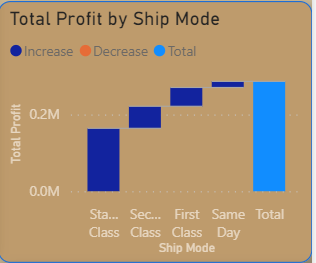 Total Profit by Ship Mode
Increase Decrease Total
Total Profit
0.2M
0.0M
Sta... Sec... First Same Total
Class Class Class Day
Ship Mode